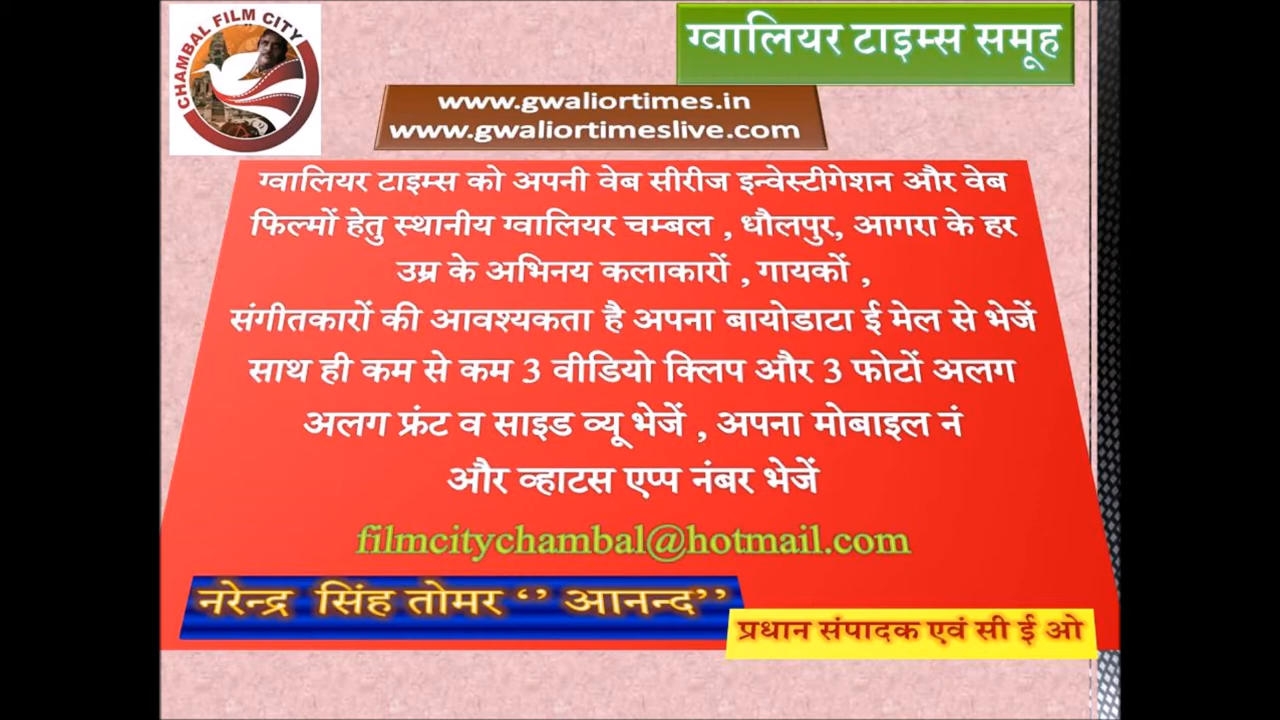 CHAMBAL FILM CITY
ग्वालियर टाइम्स समूह
www.gwaliortimes.in
www.gwaliortimeslive.com
ग्वालियर टाइम्स को अपनी वेब सीरीज इन्वेस्टीगेशन और वेब
फिल्मों हेतु स्थानीय ग्वालियर चम्बल , धौलपुर, आगरा के हर
उम्र के अभिनय कलाकारों , गायकों ,
संगीतकारों की आवश्यकता है अपना बायोडाटा ई मेल से भेजें
साथ ही कम से कम 3 वीडियो क्लिप और 3 फोटों अलग
अलग फ्रंट व साइड व्यू भेजें , अपना मोबाइल नं
और व्हाटस एप्प नंबर भेजें
filmcitychambal@hotmail.com
नरेन्द्र सिंह तोमर ‘’ आनन्द’’
प्रधान संपादक एवं सी ई ओ